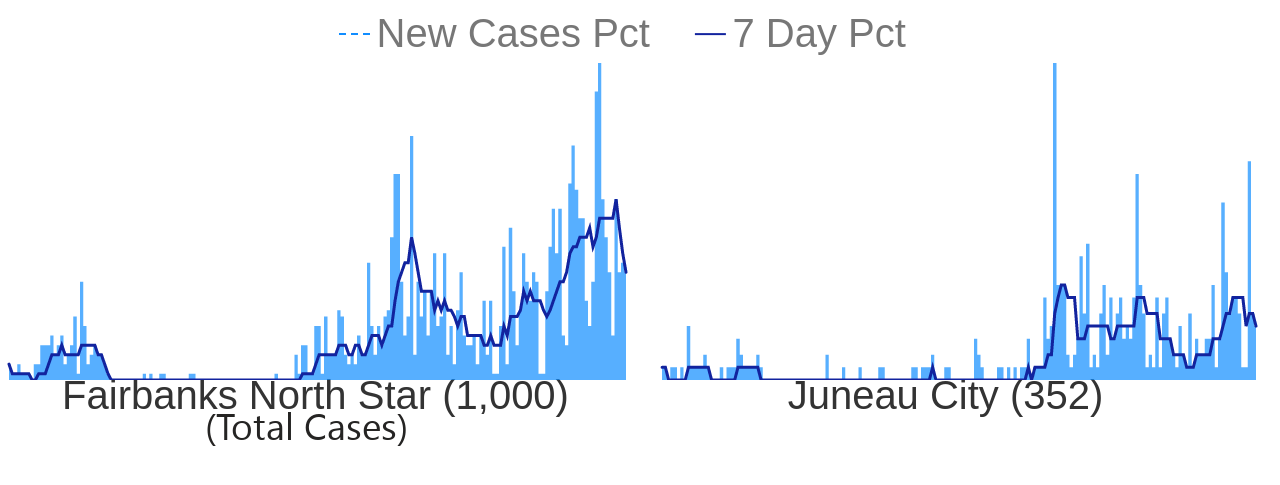 New Cases Pct 7 Day Pct
Fairbanks North Star (1,000)
(Total Cases)
Juneau City (352)